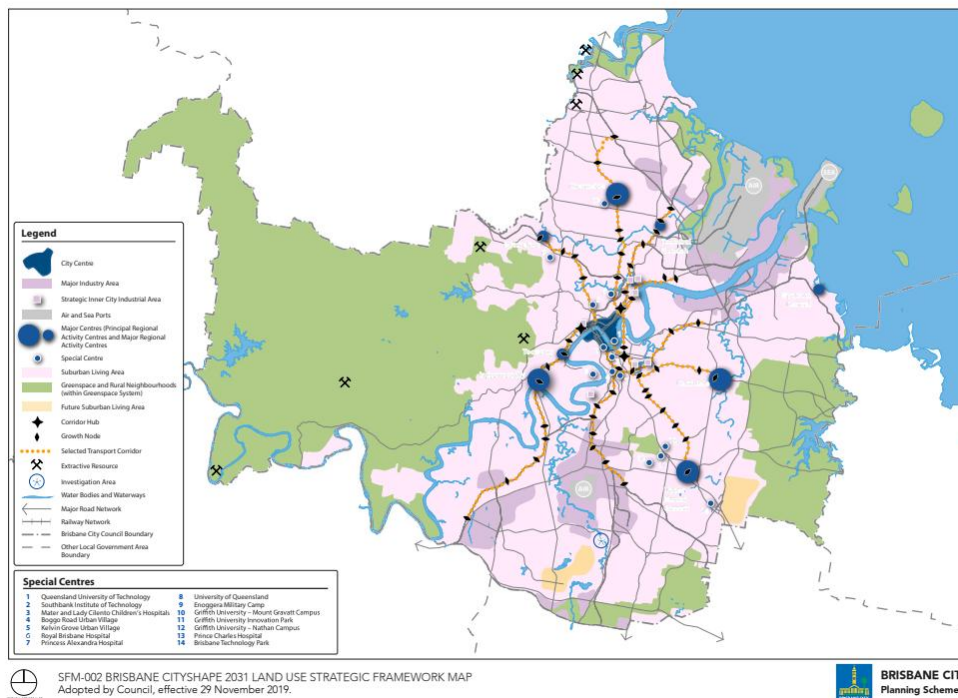 AIR
SEA
AIR
Legend
City Centre
Major Industry Area
Strategic Inner City Industrial Area
Air and Sea Ports
Major Centres (Principal Regional
Activity Centres and Major Regional
Activity Centres
Special Centre
Suburban Living Area
Greenspace and Rural Neighbourhoods
(within Greenspace System)
Future Suburban Living Area
Corridor Hub
Growth Node
Selected Transport Corridor
Extractive Resource
Investigation Area
Water Bodies and Waterways
Major Road Network
Railway Network
Brisbane City Council Boundary
Other Local Government Area
Boundary
Special Centres
1 Queensland University of Technology
2 Southbank Institute of Technology
3 Mater and Lady Cilento Children's Hospitals
4 Boggo Road Urban Village
5 Kelvin Grove Urban Village
6 Royal Brisbane Hospital
7 Princess Alexandra Hospital
8 University of Queensland
9 Enoggera Military Camp
10 Griffith University – Mount Gravatt Campus
11 Griffith University Innovation Park
12 Griffith University – Nathan Campus
13 Prince Charles Hospital
14 Brisbane Technology Park
SFM-002 BRISBANE CITYSHAPE 2031 LAND USE STRATEGIC FRAMEWORK MAP
Adopted by Council, effective 29 November 2019.
BRISBANE CIT
Planning Scheme